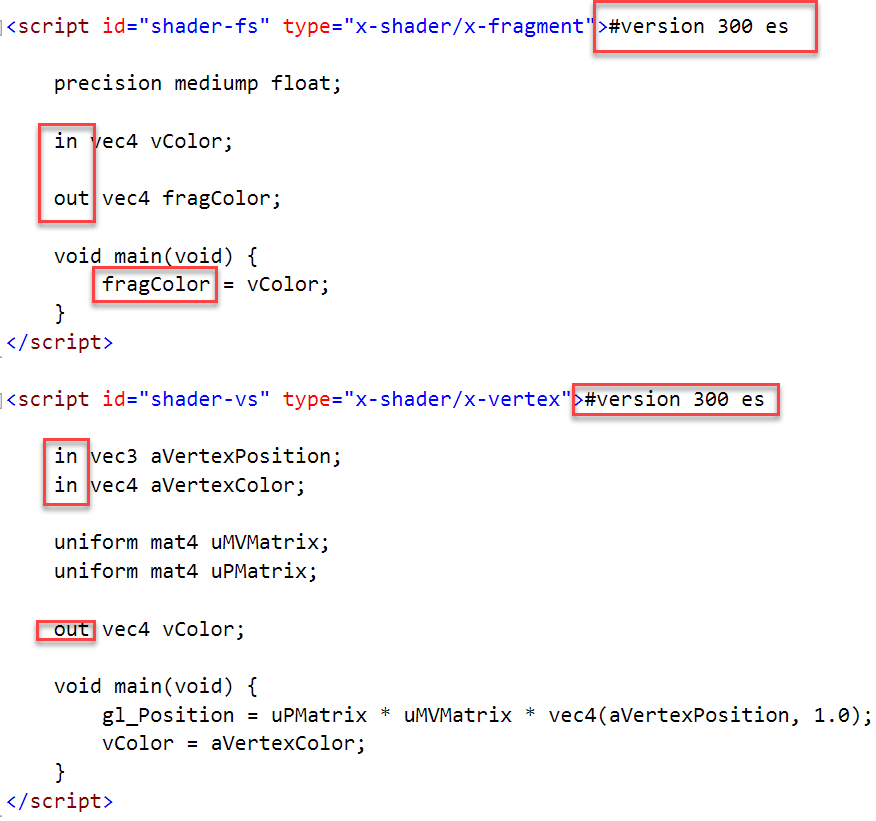 <script id="shader-fs" type="x-shader/x-fragment">#version 300 es
precision mediump float;
in vec4 vColor;
out vec4 fragColor;
void main(void) {
fragColor = vColor;
}
</script>
<script id="shader-vs" type="x-shader/x-vertex">#version 300 es
in vec3 aVertexPosition;
in vec4 aVertexColor;
uniform mat4 uMVMatrix;
uniform mat4 uPMatrix;
out vec4 vColor;
void main(void) {
gl_Position = uPMatrix * uMVMatrix * vec4(aVertexPosition, 1.0);
vColor = aVertexColor;
}
</script>